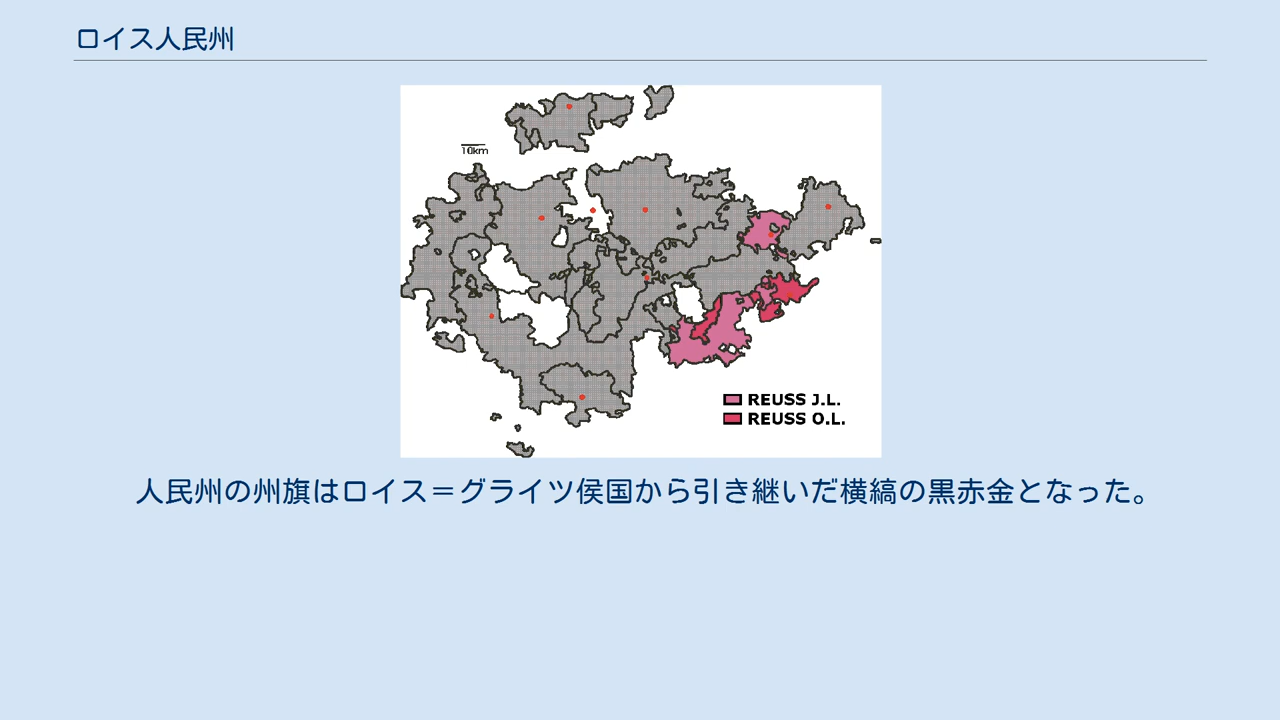 ロイス人民州
10km
REUSS J.L.
REUSS O.L.
人民州の州旗はロイス＝グライツ侯国から引き継いだ横縞の黒赤金となった。